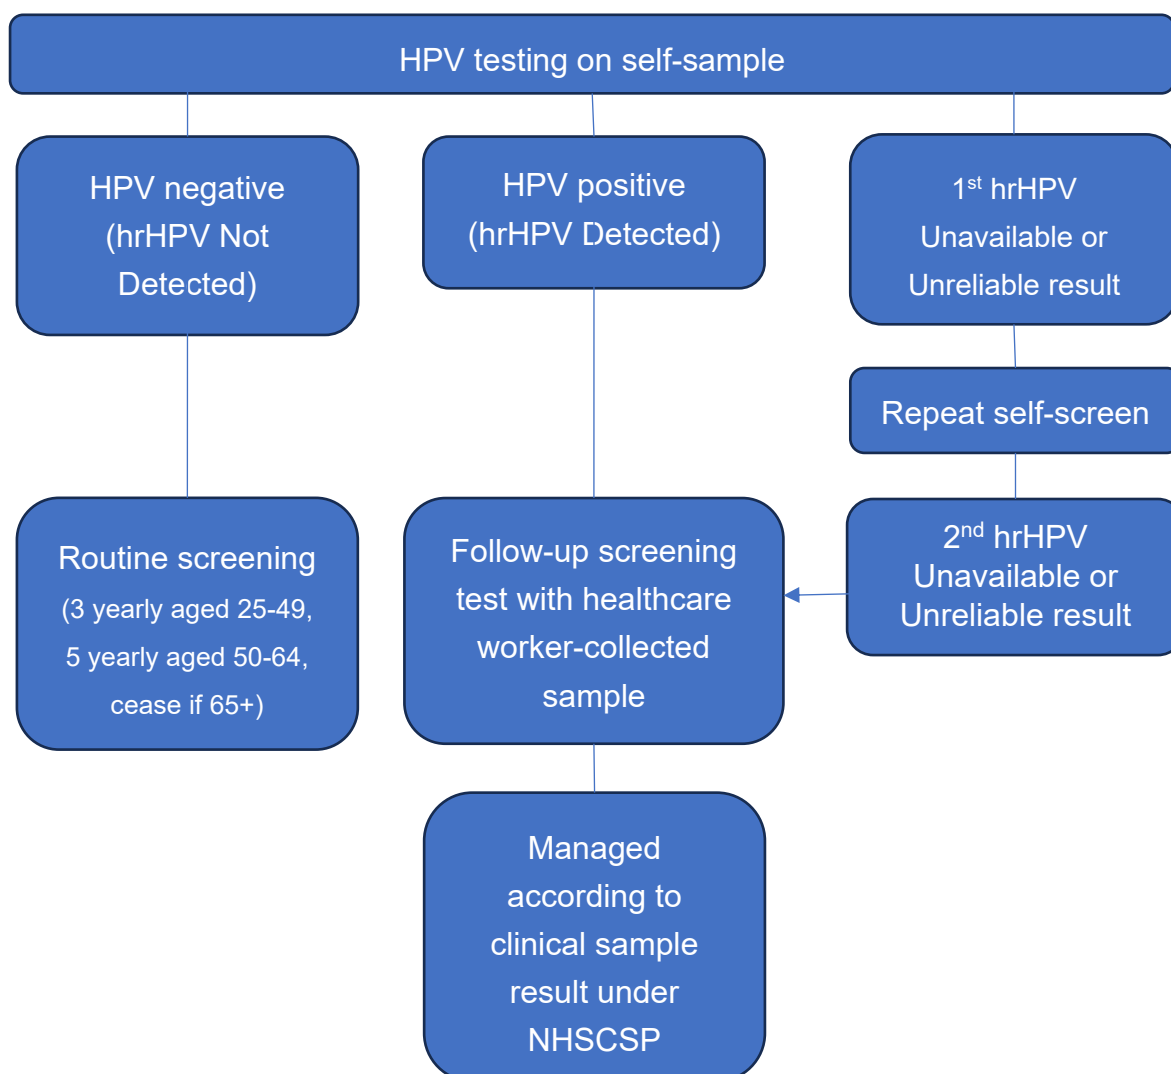 HPV testing on self-sample
HPV negative
(hrHPV Not
Detected)
HPV positive
(hrHPV Detected)
1st hrHPV
Unavailable or
Unreliable result
Repeat self-screen
Routine screening
(3 yearly aged 25-49,
5 yearly aged 50-64,
cease if 65+)
Follow-up screening
test with healthcare
worker-collected
sample
2nd hrHPV
Unavailable or
Unreliable result
Managed
according to
clinical sample
result under
NHSCSP